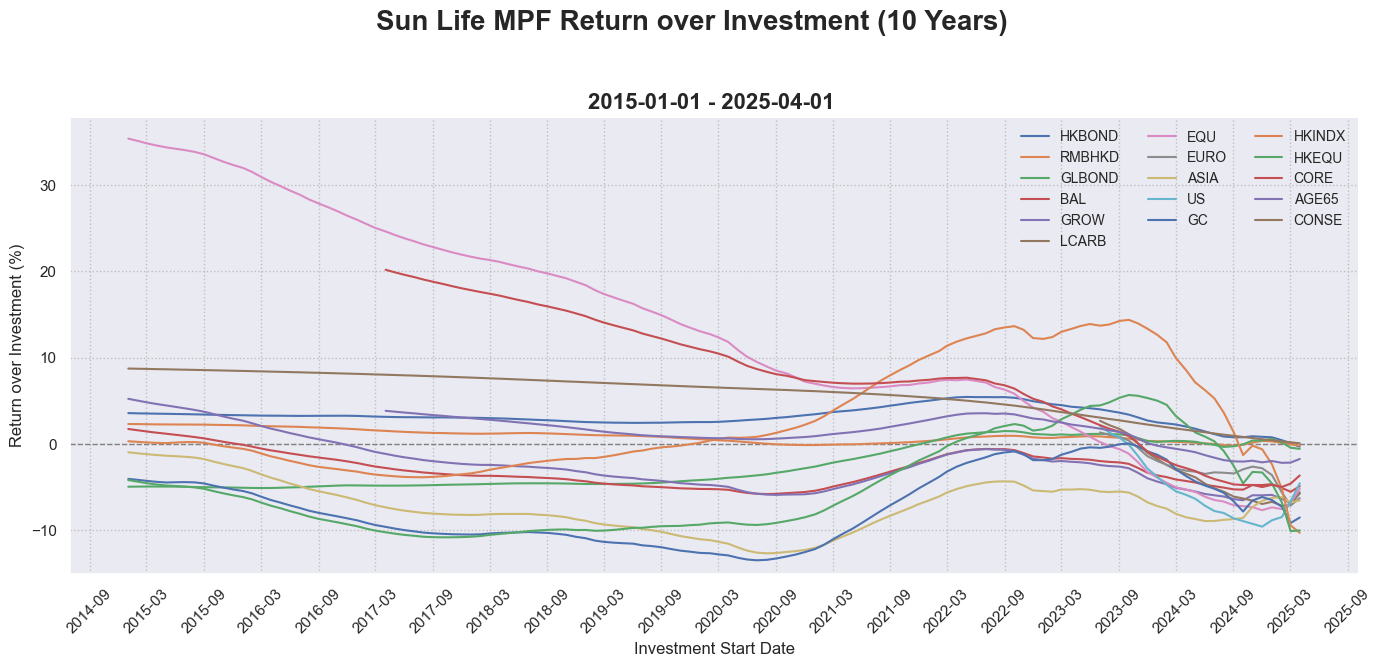 Sun Life MPF Return over Investment (10 Years)
2015-01-01 - 2025-04-01
Return over Investment (%)
30
20
10
0
−10
HKBOND EQU HKINDX
RMBHKD EURO HKEQU
GLBOND ASIA CORE
BAL US AGE65
GROW GC CONSE
LCARB
2014-09 2015-03 2015-09 2016-03 2016-09 2017-03 2017-09 2018-03 2018-09 2019-03 2019-09 2020-03 2020-09 2021-03 2021-09 2022-03 2022-09 2023-03 2023-09 2024-03 2024-09 2025-03 2025-09
Investment Start Date